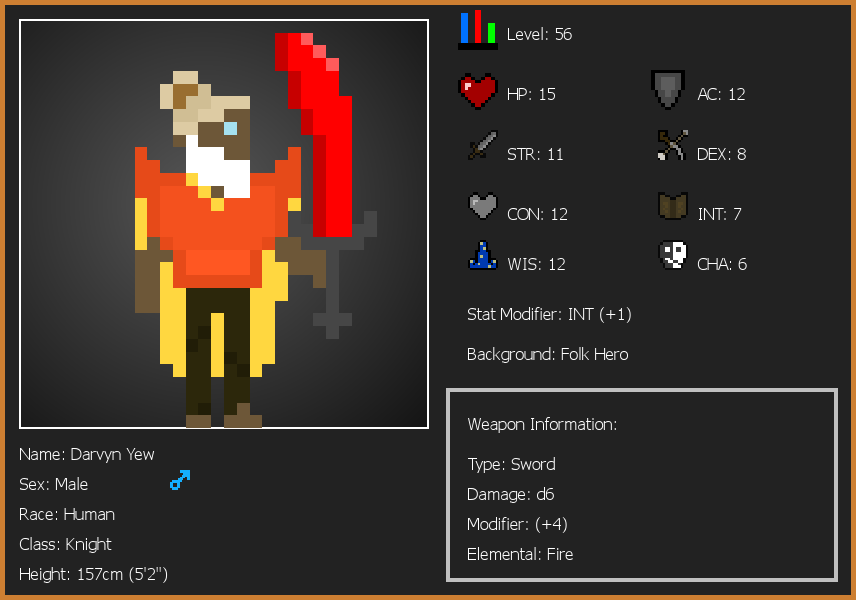 Level: 56
HP: 15
AC: 12
STR: 11
DEX: 8
CON: 12
INT: 7
WIS: 12
CHA: 6
Stat Modifier: INT (+1)
Background: Folk Hero
Weapon Information:
Type: Sword
Damage: d6
Modifier: (+4)
Elemental: Fire
Name: Darvyn Yew
Sex: Male
Race: Human
Class: Knight
Height: 157cm (5'2")